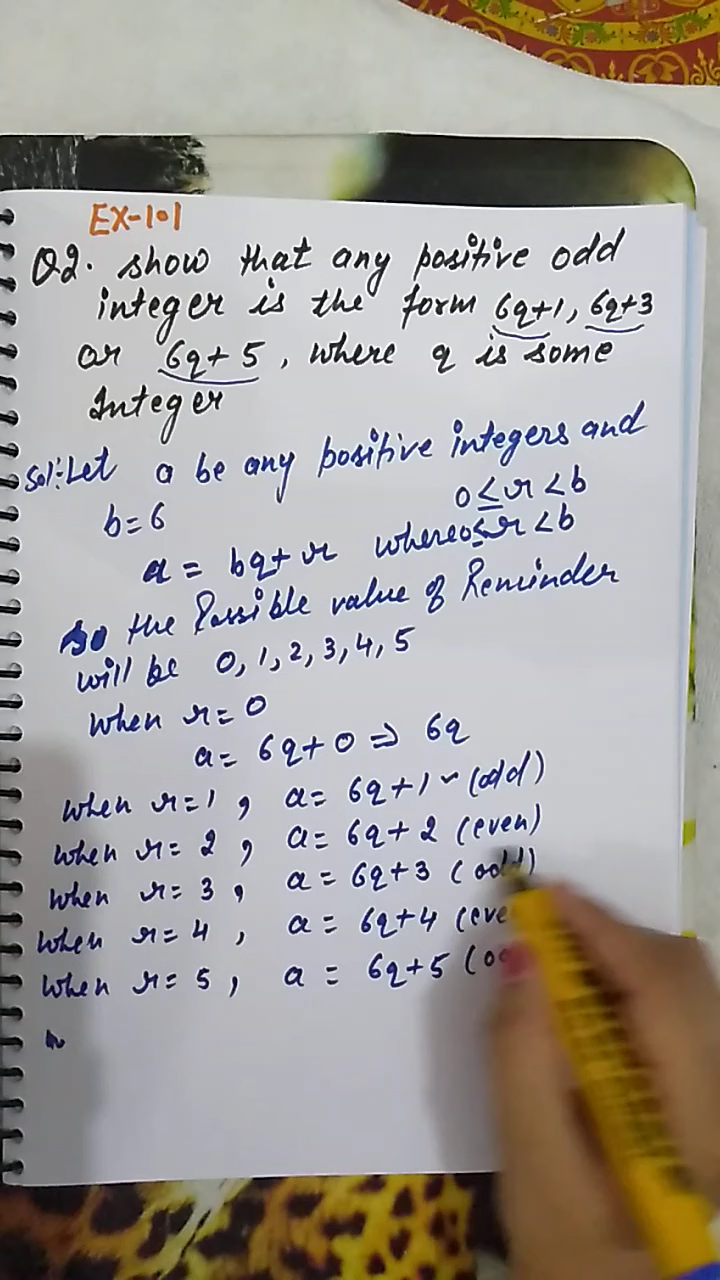 EX-1.1
Q2. show that any positive odd
integer is the form 6q+1, 6q+3
or 6q+5, where q is some
Integer
Sol:- Let a be any positive integers and
b=6 0≤r<b
a = bq+r where 0≤r<b
So the Possible value of Reminder
will be 0, 1, 2, 3, 4, 5
when r=0
a= 6q+0 ⇒ 6q
when r=1, a= 6q+1 (odd)
when r= 2, a= 6q+2 (even)
when r= 3, a = 6q+3 (odd)
when r= 4, a= 6q+4 (eve
when r= 5, a = 6q+5 (o